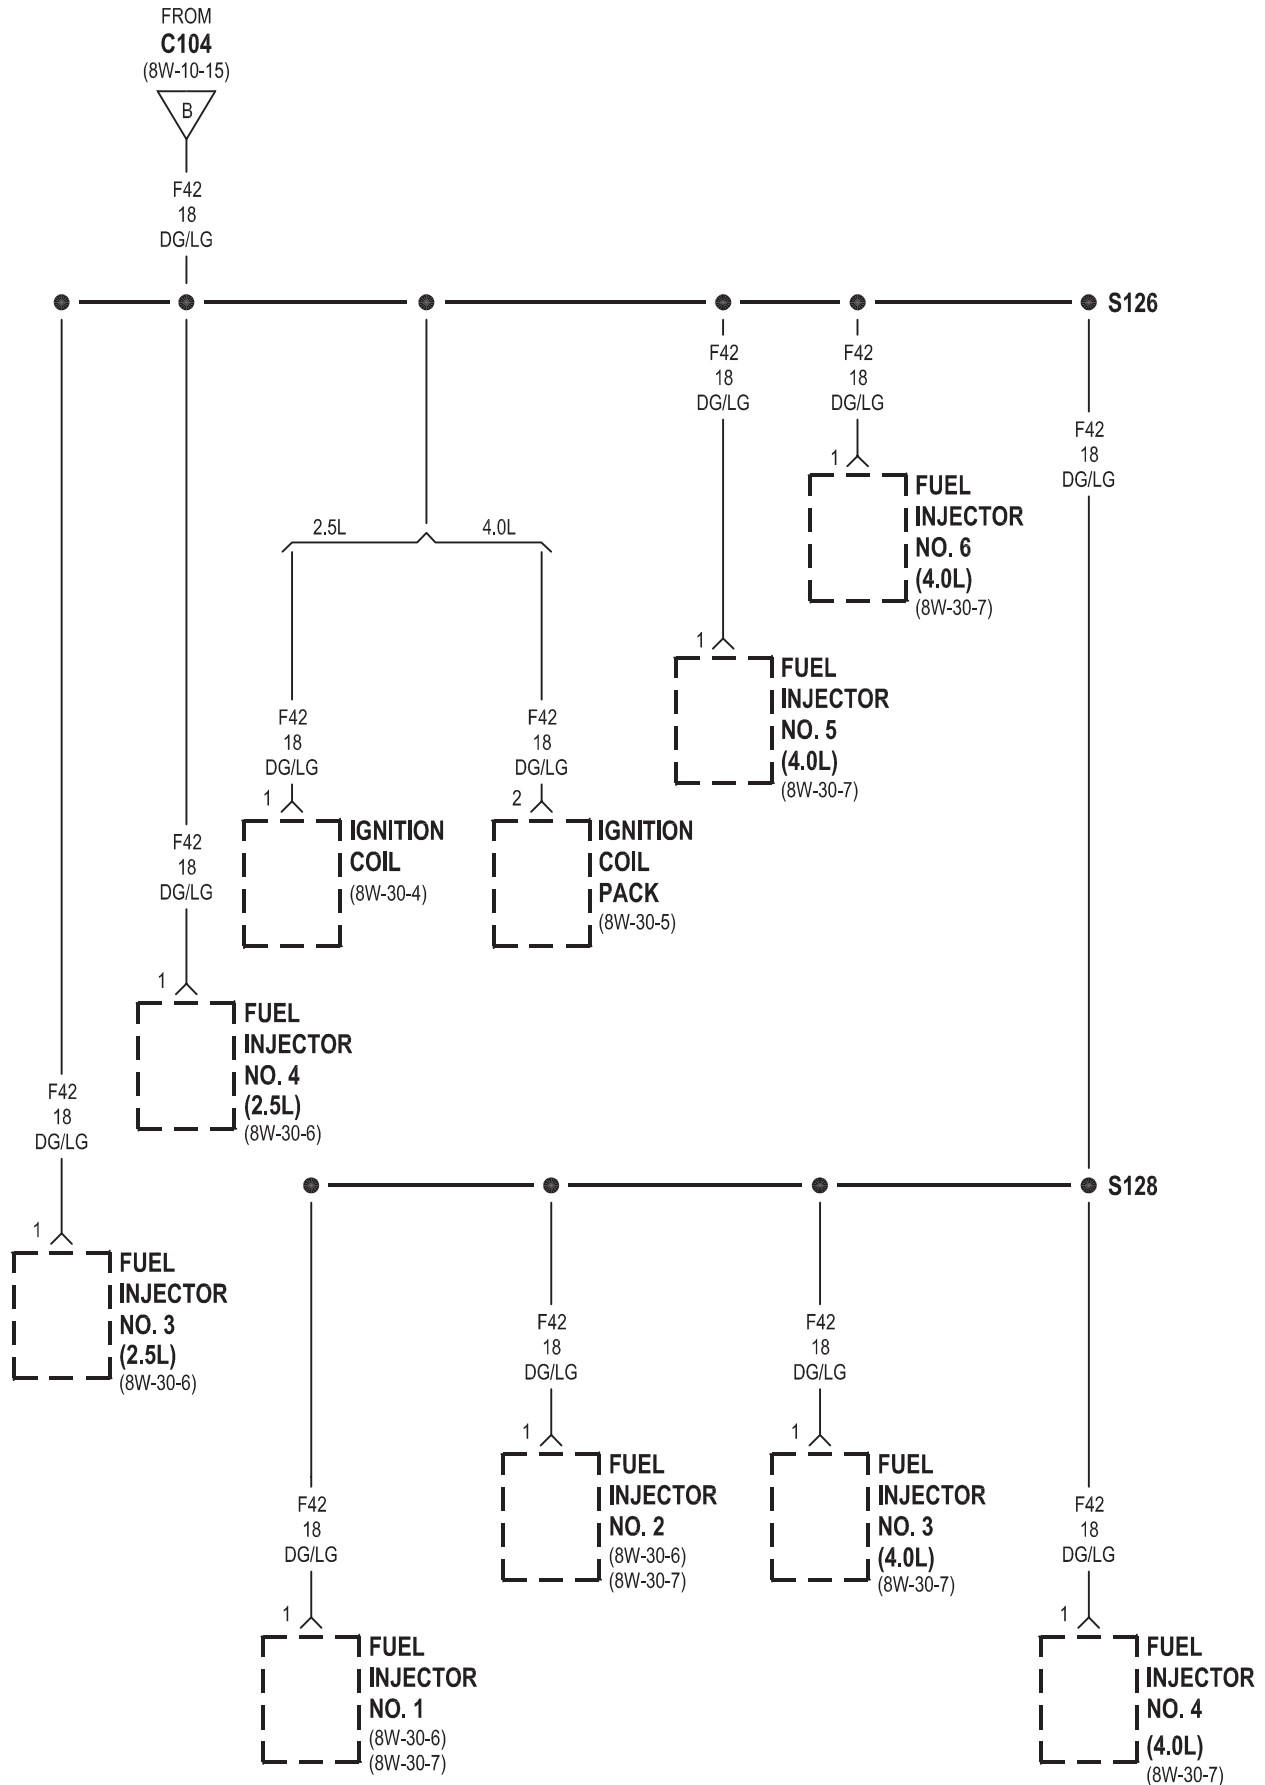 FROM
C104
(8W-10-15)
B
F42
18
DG/LG
S126
F42
18
DG/LG
F42
18
DG/LG
F42
18
DG/LG
1
FUEL
INJECTOR
NO. 6
(4.0L)
(8W-30-7)
2.5L
4.0L
1
FUEL
INJECTOR
NO. 5
(4.0L)
(8W-30-7)
F42
18
DG/LG
1
IGNITION
COIL
(8W-30-4)
F42
18
DG/LG
2
IGNITION
COIL
PACK
(8W-30-5)
F42
18
DG/LG
1
FUEL
INJECTOR
NO. 4
(2.5L)
(8W-30-6)
F42
18
DG/LG
1
FUEL
INJECTOR
NO. 3
(2.5L)
(8W-30-6)
S128
F42
18
DG/LG
1
FUEL
INJECTOR
NO. 2
(8W-30-6)
(8W-30-7)
F42
18
DG/LG
1
FUEL
INJECTOR
NO. 3
(4.0L)
(8W-30-7)
F42
18
DG/LG
1
FUEL
INJECTOR
NO. 1
(8W-30-6)
(8W-30-7)
F42
18
DG/LG
1
FUEL
INJECTOR
NO. 4
(4.0L)
(8W-30-7)